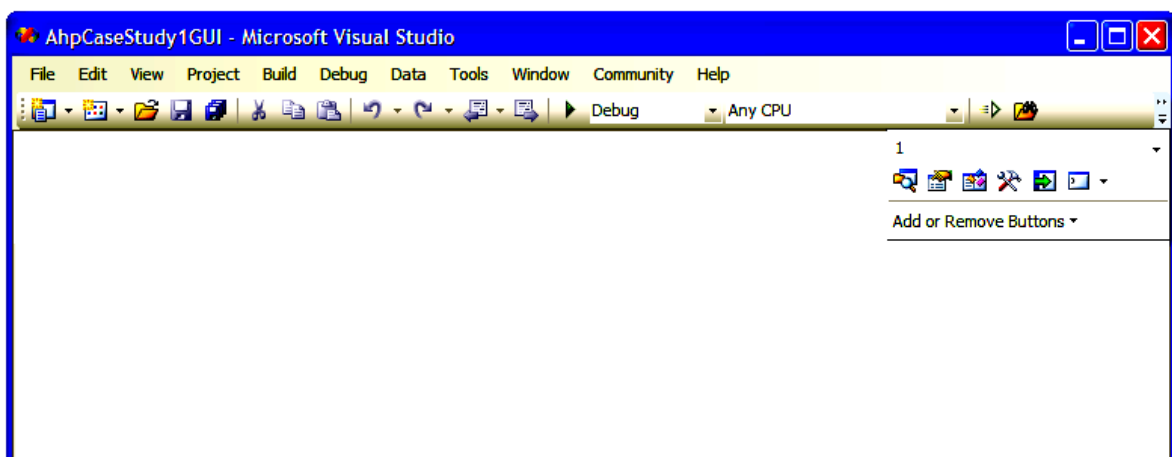 AhpCaseStudy1GUI - Microsoft Visual Studio
File Edit View Project Build Debug Data Tools Window Community Help
Debug Any CPU
1
Add or Remove Buttons